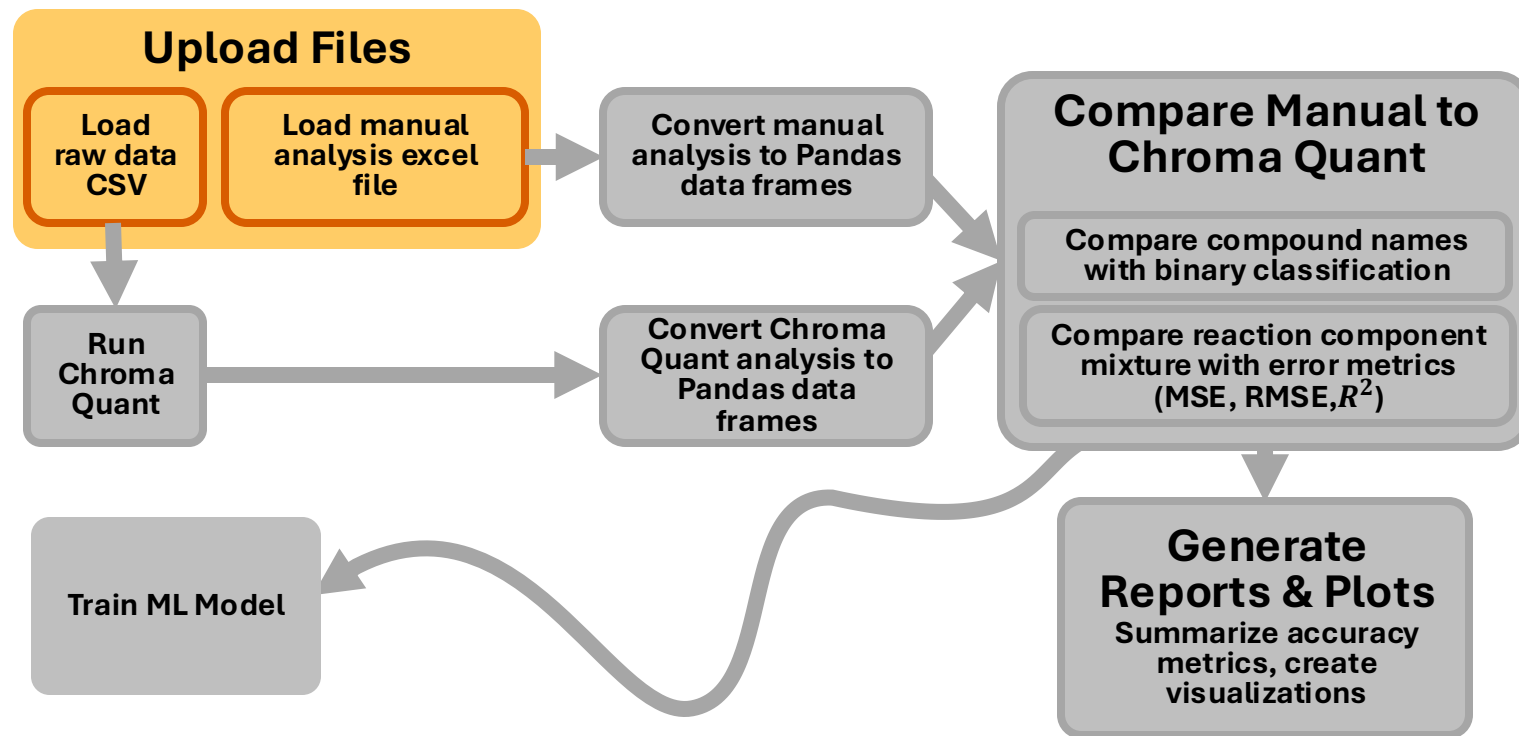 Upload Files
Load
raw data
CSV
Load manual
analysis excel
file
Convert manual
analysis to Pandas
data frames
Compare Manual to
Chroma Quant
Compare compound names
with binary classification
Compare reaction component
mixture with error metrics
(MSE, RMSE,R²)
Run
Chroma
Quant
Convert Chroma
Quant analysis to
Pandas data
frames
Train ML Model
Generate
Reports & Plots
Summarize accuracy
metrics, create
visualizations